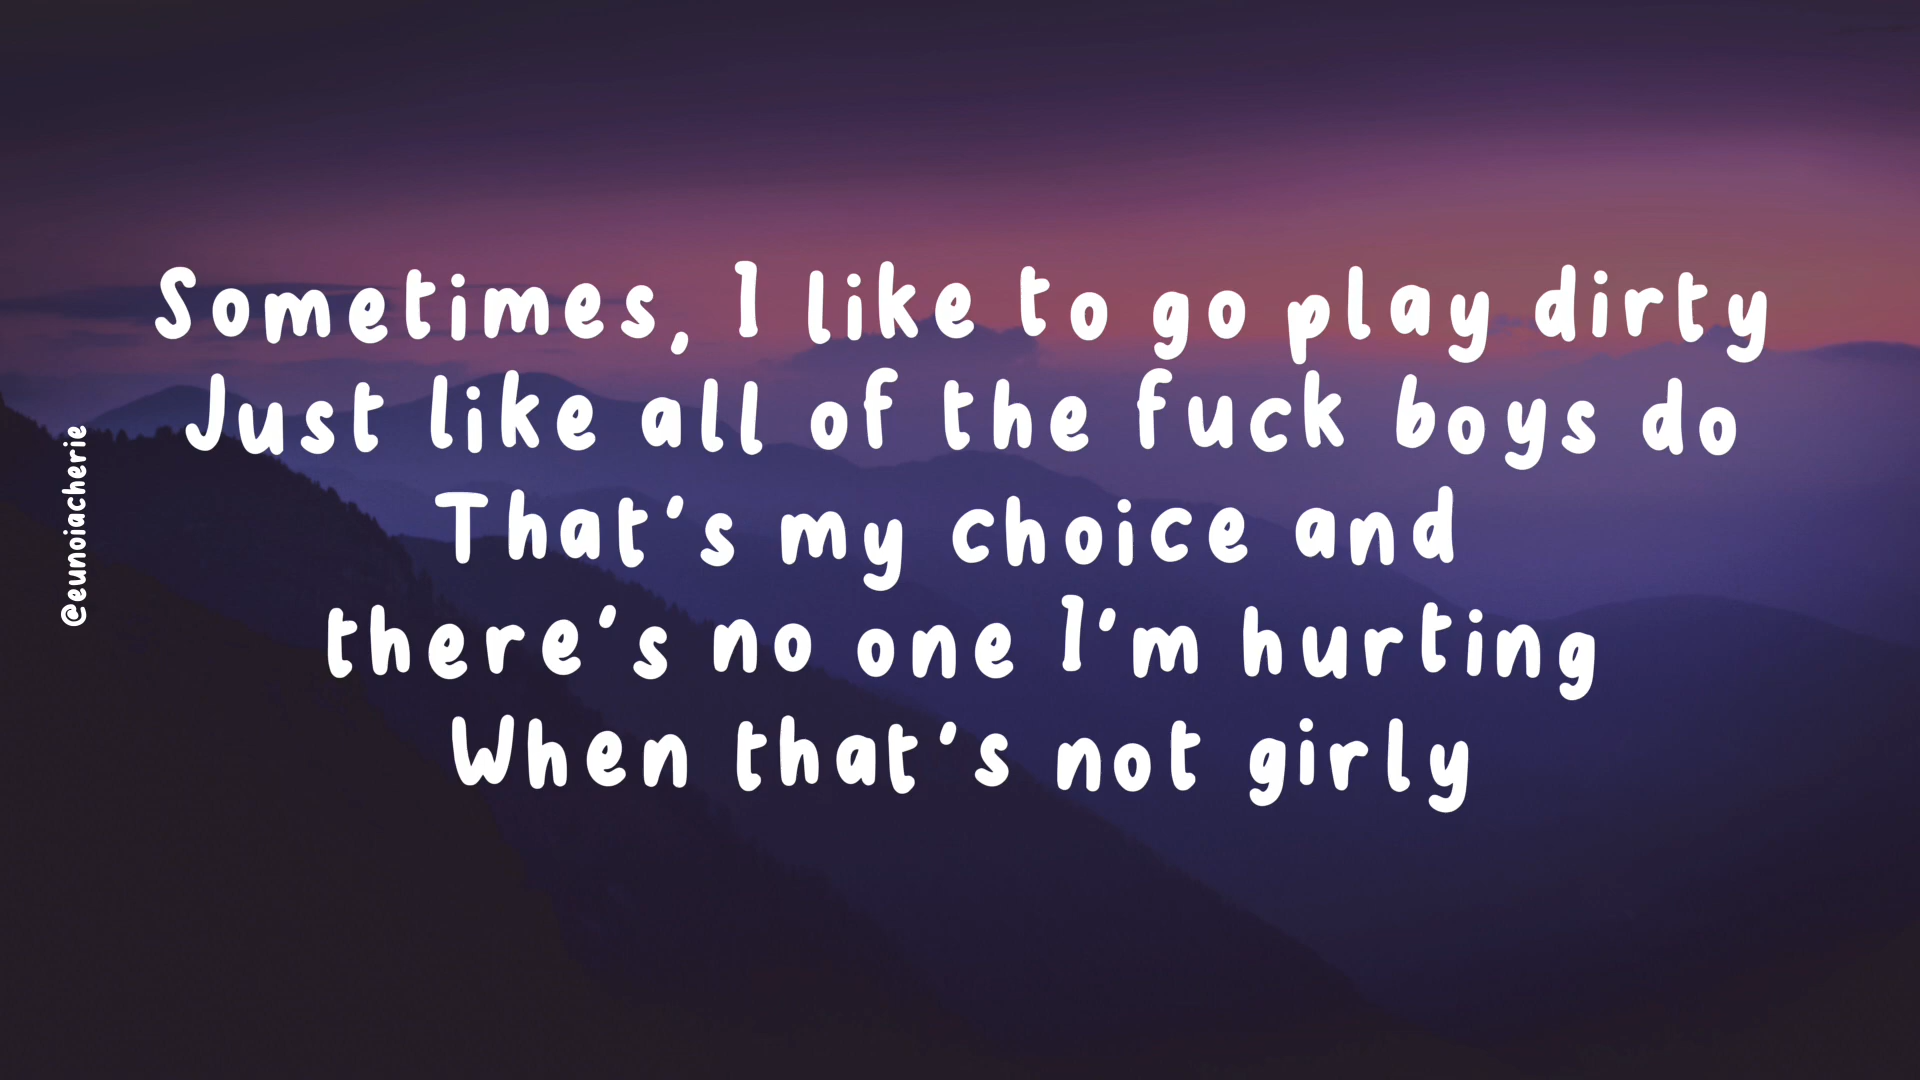 Sometimes, I like to go play dirty
Just like all of the fuck boys do
That's my choice and
there's no one I'm hurting
When that's not girly
@eunoiacherie